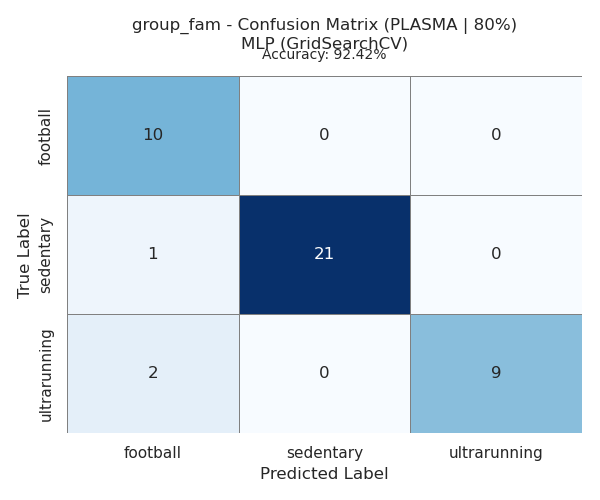 group_fam - Confusion Matrix (PLASMA | 80%)
MLP (GridSearchCV)
Accuracy: 92.42%
True Label
football
10 0 0
sedentary
1 21 0
ultrarunning
2 0 9
football sedentary ultrarunning
Predicted Label